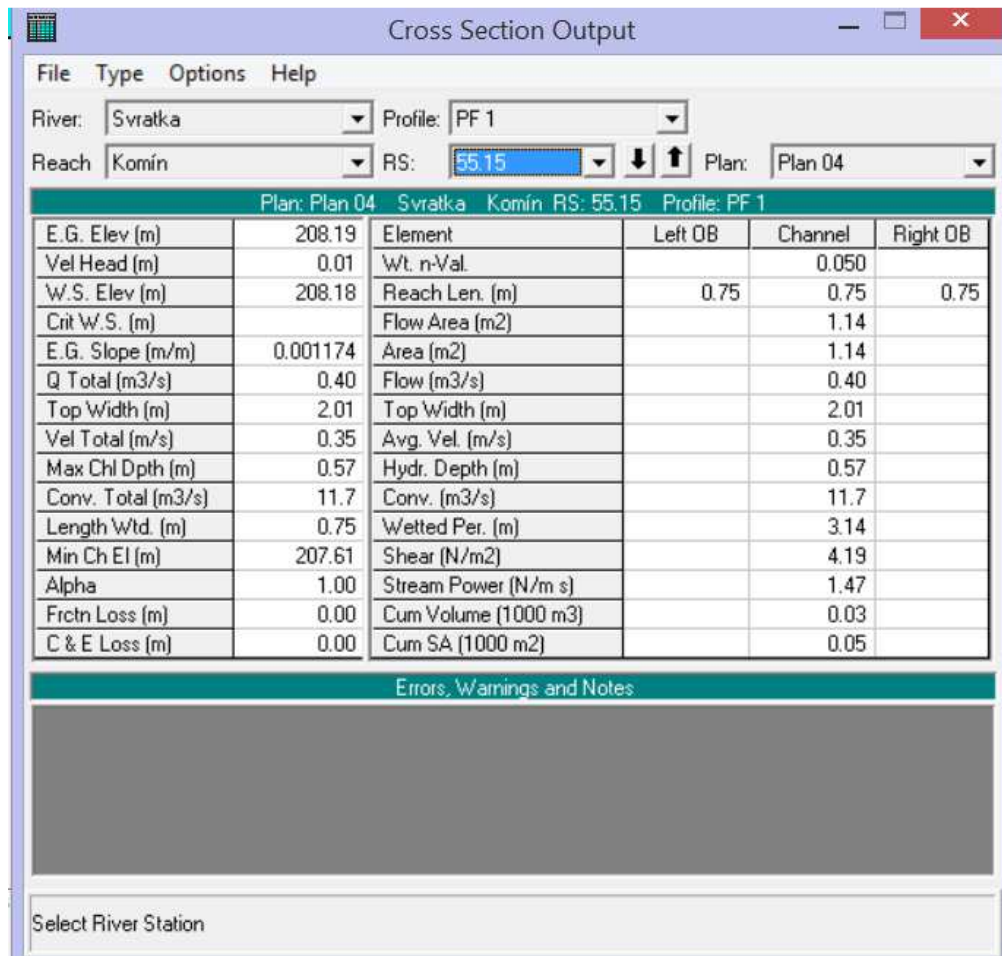 Cross Section Output
File Type Options Help
River: Svratka Profile: PF 1
Reach Komín RS: 55.15 Plan: Plan 04
Plan: Plan 04 Svratka Komín RS: 55.15 Profile: PF 1
E.G. Elev (m) 208.19 Element Left OB Channel Right OB
Vel Head (m) 0.01 Wt. n-Val. 0.050
W.S. Elev (m) 208.18 Reach Len. (m) 0.75 0.75 0.75
Crit W.S. (m) Flow Area (m2) 1.14
E.G. Slope (m/m) 0.001174 Area (m2) 1.14
Q Total (m3/s) 0.40 Flow (m3/s) 0.40
Top Width (m) 2.01 Top Width (m) 2.01
Vel Total (m/s) 0.35 Avg. Vel. (m/s) 0.35
Max Chl Dpth (m) 0.57 Hydr. Depth (m) 0.57
Conv. Total (m3/s) 11.7 Conv. (m3/s) 11.7
Length Wtd. (m) 0.75 Wetted Per. (m) 3.14
Min Ch El (m) 207.61 Shear (N/m2) 4.19
Alpha 1.00 Stream Power (N/m s) 1.47
Frctn Loss (m) 0.00 Cum Volume (1000 m3) 0.03
C & E Loss (m) 0.00 Cum SA (1000 m2) 0.05
Errors, Warnings and Notes
Select River Station